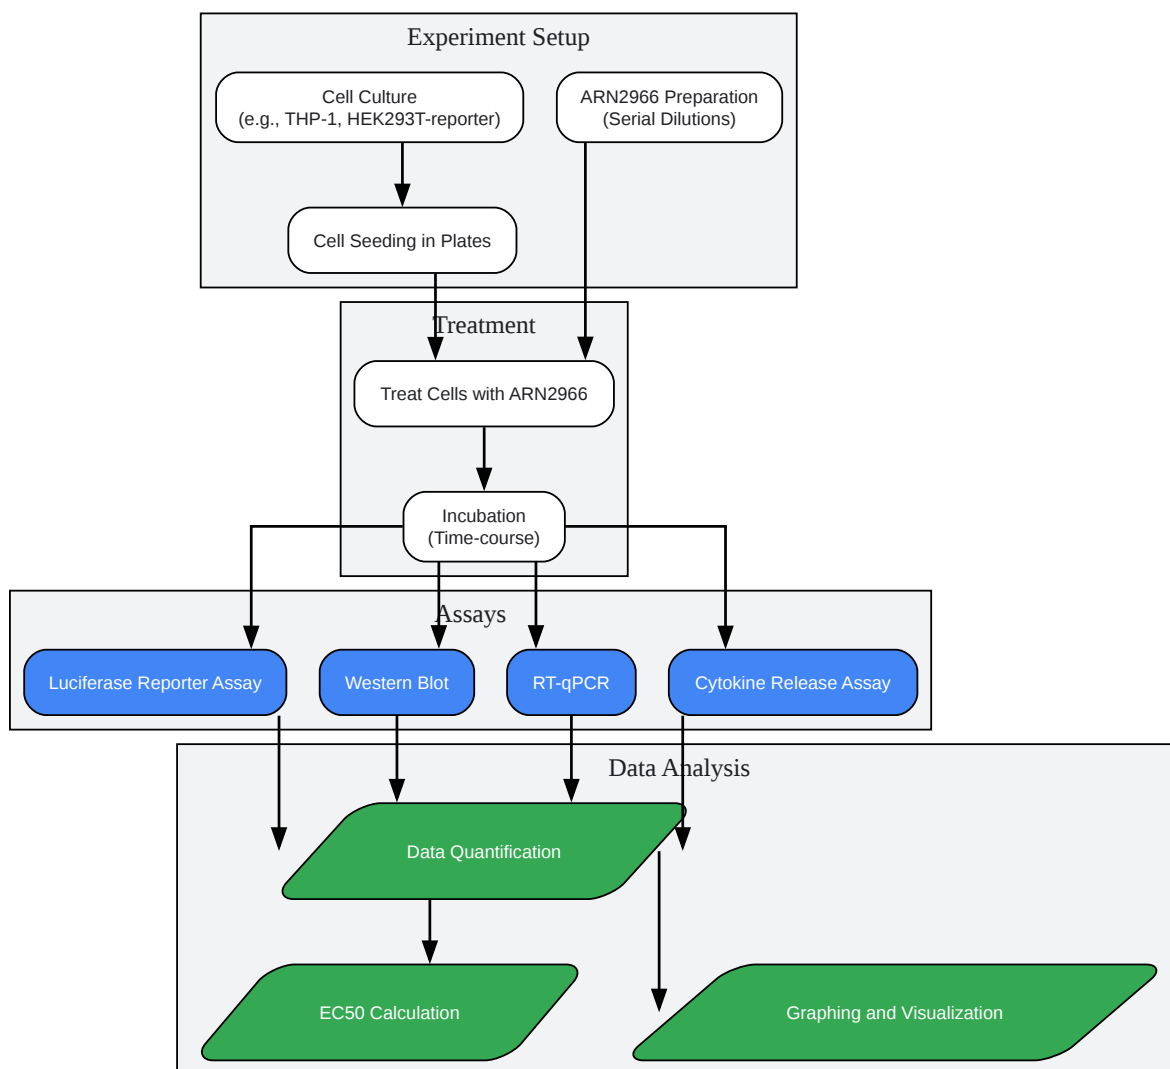 Experiment Setup
Cell Culture
(e.g., THP-1, HEK293T-reporter)
ARN2966 Preparation
(Serial Dilutions)
Cell Seeding in Plates
Treatment
Treat Cells with ARN2966
Incubation
(Time-course)
Assays
Luciferase Reporter Assay
Western Blot
RT-qPCR
Cytokine Release Assay
Data Analysis
Data Quantification
EC50 Calculation
Graphing and Visualization